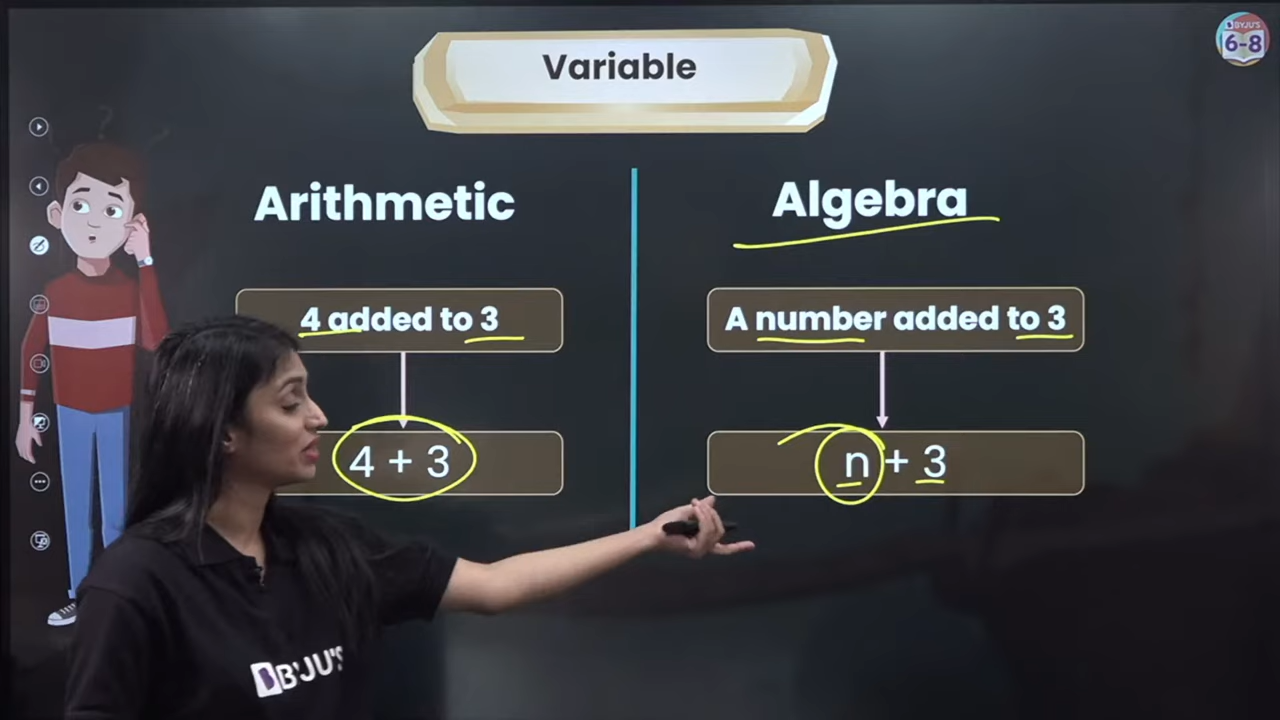 Variable
BYJU'S
6-8
Arithmetic
Algebra
4 added to 3
A number added to 3
4 + 3
n + 3
BYJU'S